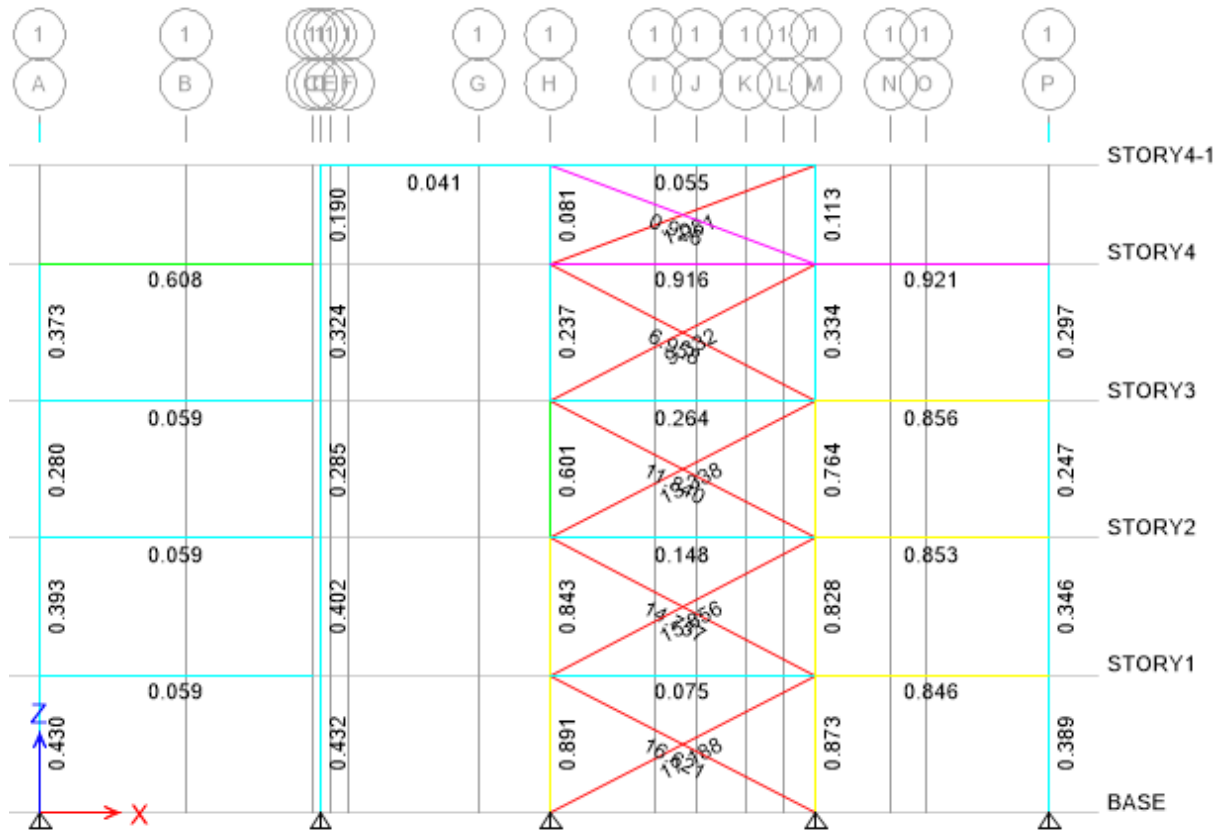 1 1 1 1 1 1 1 1 1 1 1 1 1 1
A B D E F G H I J K L M N O P
STORY4-1
0.041 0.055
0.190 0.081 0.113
STORY4
0.608 0.916 0.921
0.373 0.324 0.237 0.334 0.297
STORY3
0.059 0.264 0.856
0.280 0.285 0.601 0.764 0.247
STORY2
0.059 0.148 0.853
0.393 0.402 0.843 0.828 0.346
STORY1
0.059 0.075 0.846
Z
0.430 0.432 0.891 0.873 0.389
X
BASE